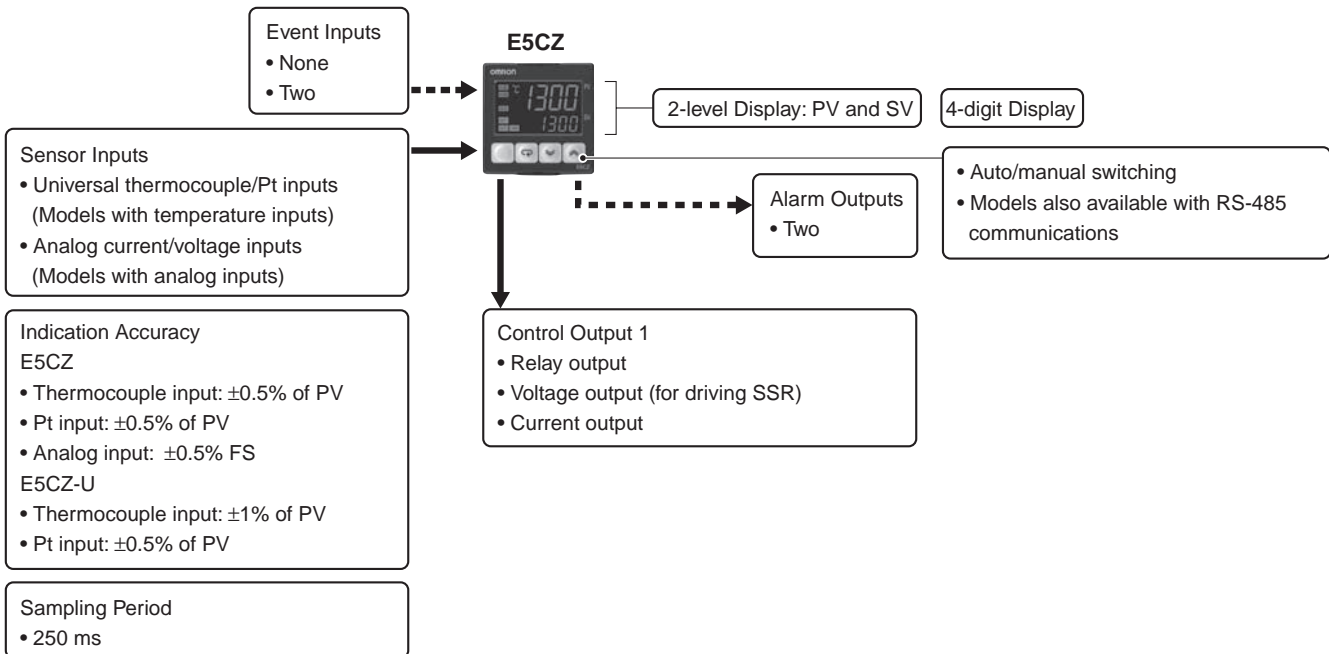 Event Inputs
• None
• Two
E5CZ
omron
°C
1300
PV
1300
SV
E5CZ
2-level Display: PV and SV
4-digit Display
Sensor Inputs
• Universal thermocouple/Pt inputs
(Models with temperature inputs)
• Analog current/voltage inputs
(Models with analog inputs)
• Auto/manual switching
• Models also available with RS-485
communications
Alarm Outputs
• Two
Indication Accuracy
E5CZ
• Thermocouple input: ±0.5% of PV
• Pt input: ±0.5% of PV
• Analog input: ±0.5% FS
E5CZ-U
• Thermocouple input: ±1% of PV
• Pt input: ±0.5% of PV
Control Output 1
• Relay output
• Voltage output (for driving SSR)
• Current output
Sampling Period
• 250 ms